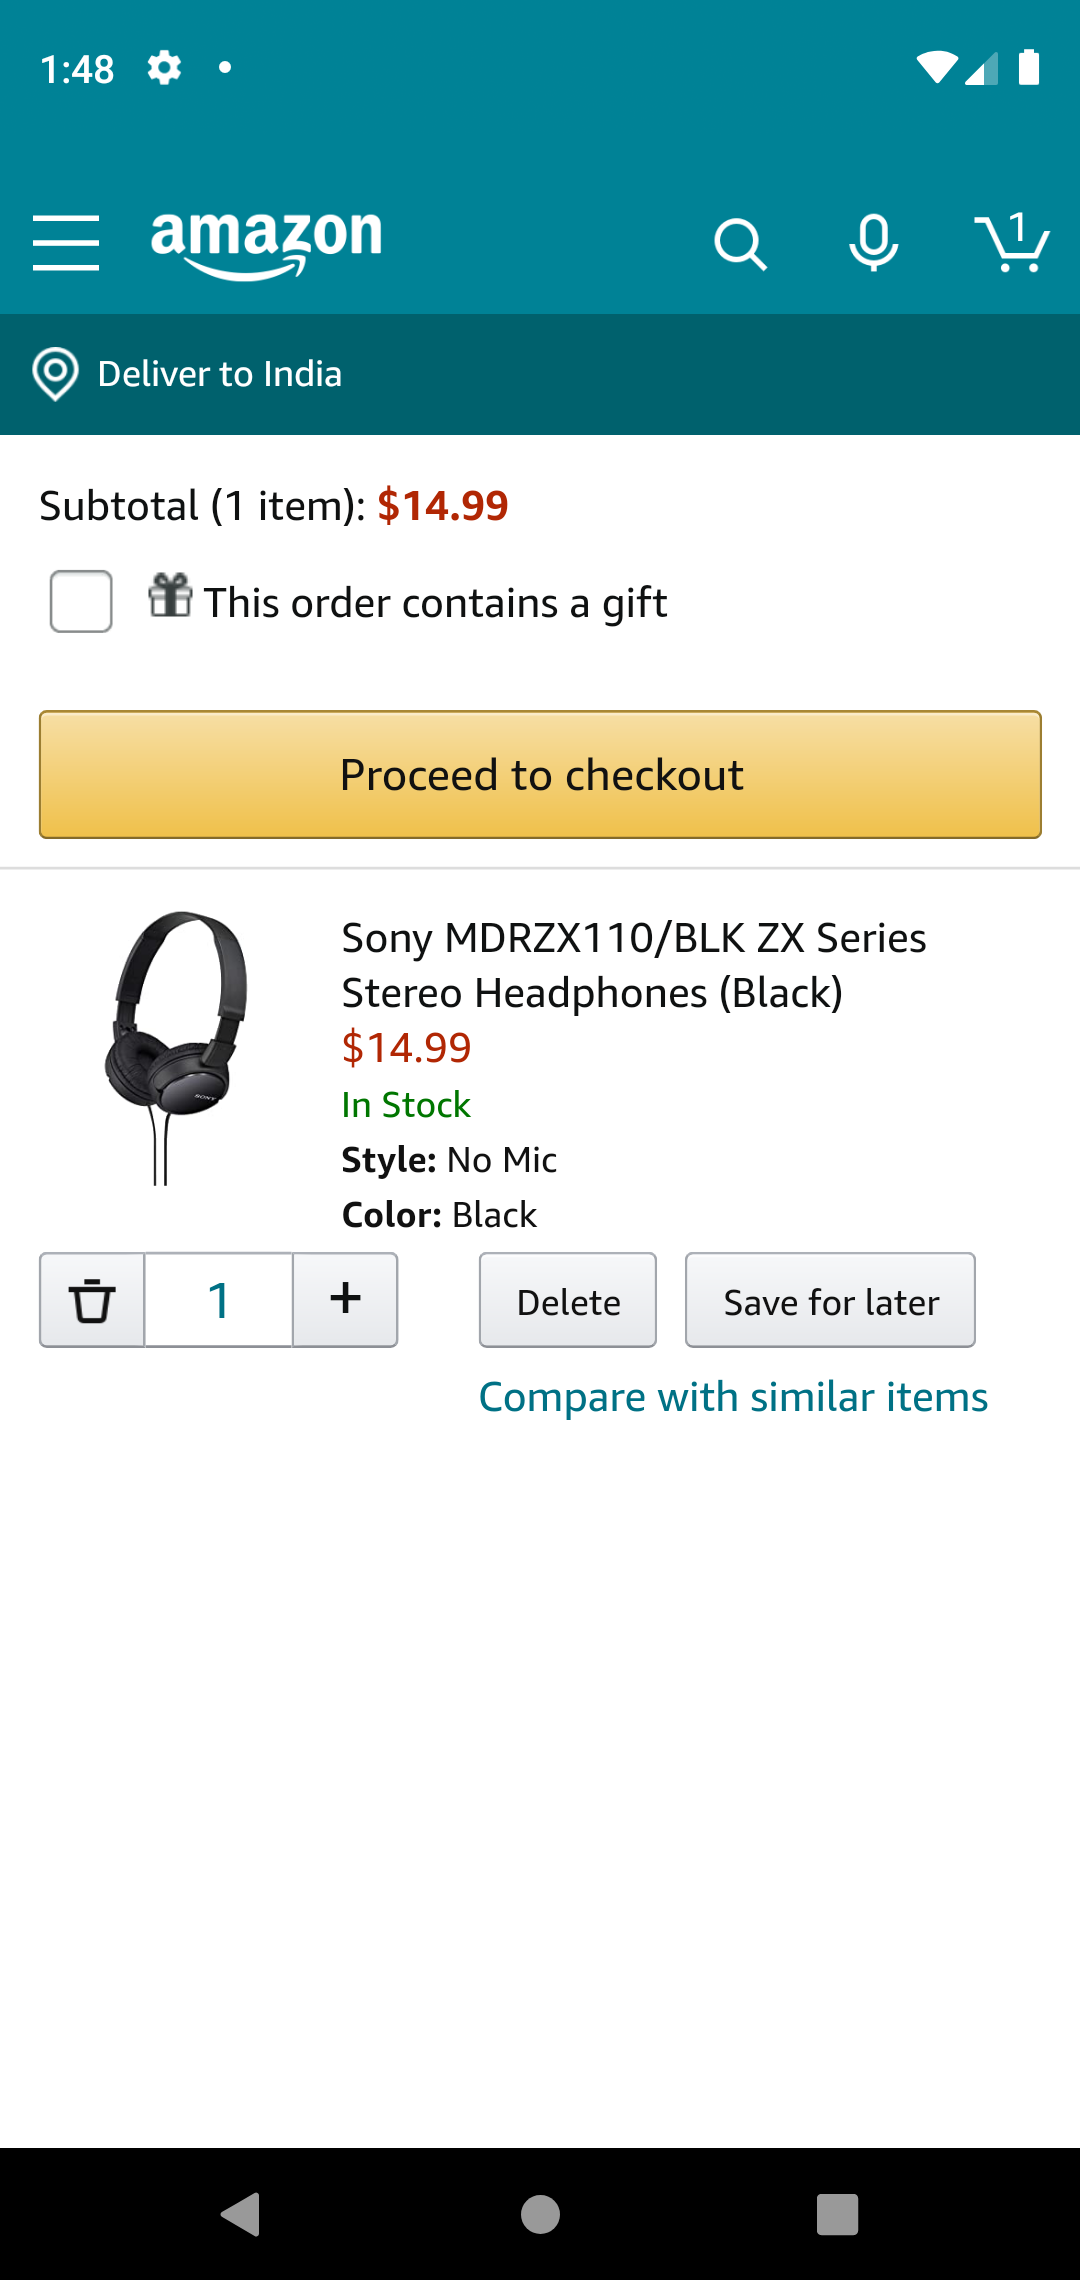 1:48
amazon
1
Deliver to India
Subtotal (1 item): $14.99
This order contains a gift
Proceed to checkout
Sony MDRZX110/BLK ZX Series
Stereo Headphones (Black)
$14.99
In Stock
Style: No Mic
Color: Black
SONY
1 +
Delete
Save for later
Compare with similar items